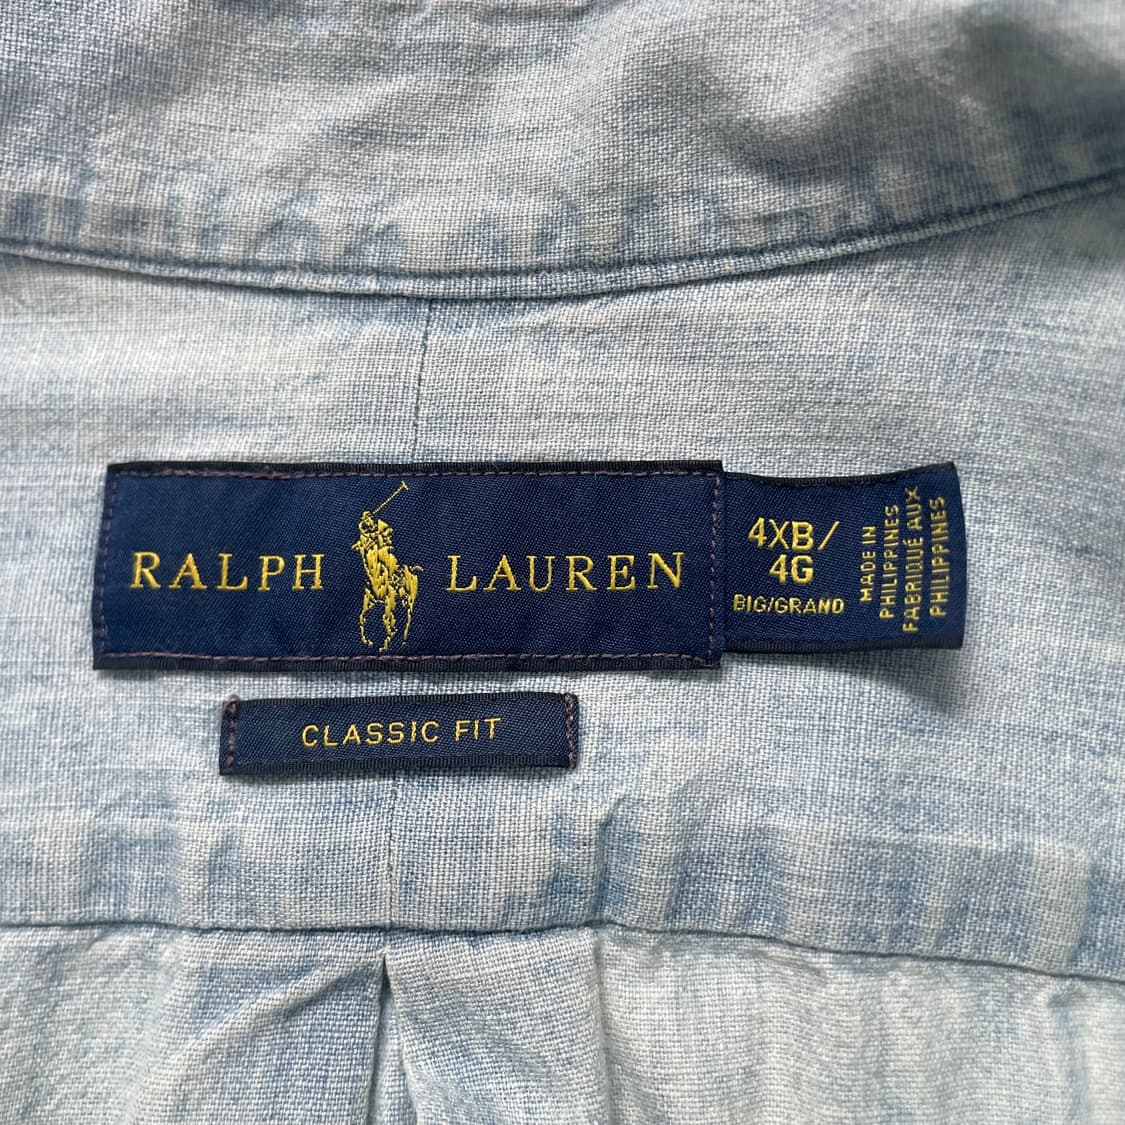 RALPH LAUREN
4XB/
4G
BIG/GRAND
MADE IN
PHILIPPINES
FABRIQUÉ AUX
PHILIPPINES
CLASSIC FIT